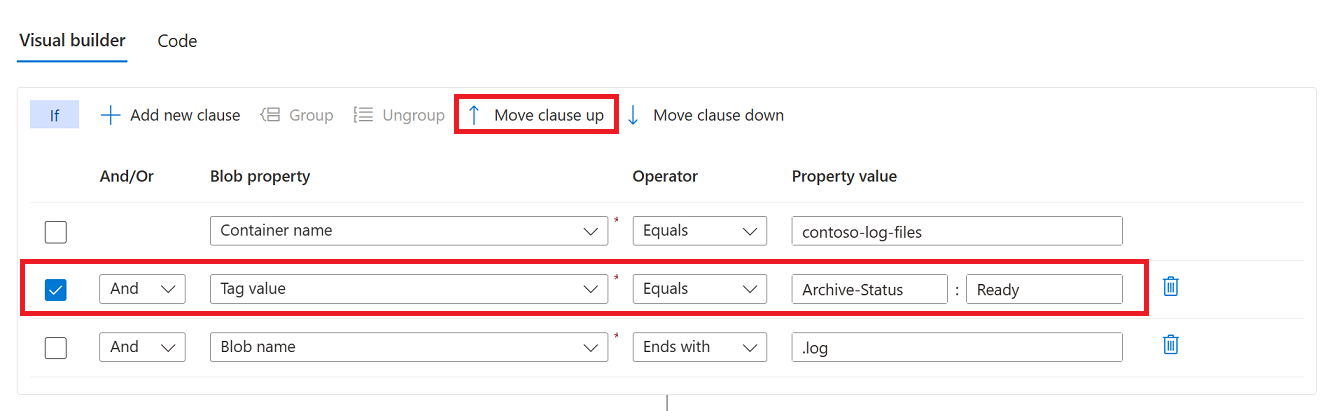 Visual builder Code
If Add new clause Group Ungroup Move clause up Move clause down
And/Or Blob property Operator Property value
Container name * Equals contoso-log-files
And Tag value * Equals Archive-Status : Ready
And Blob name * Ends with .log